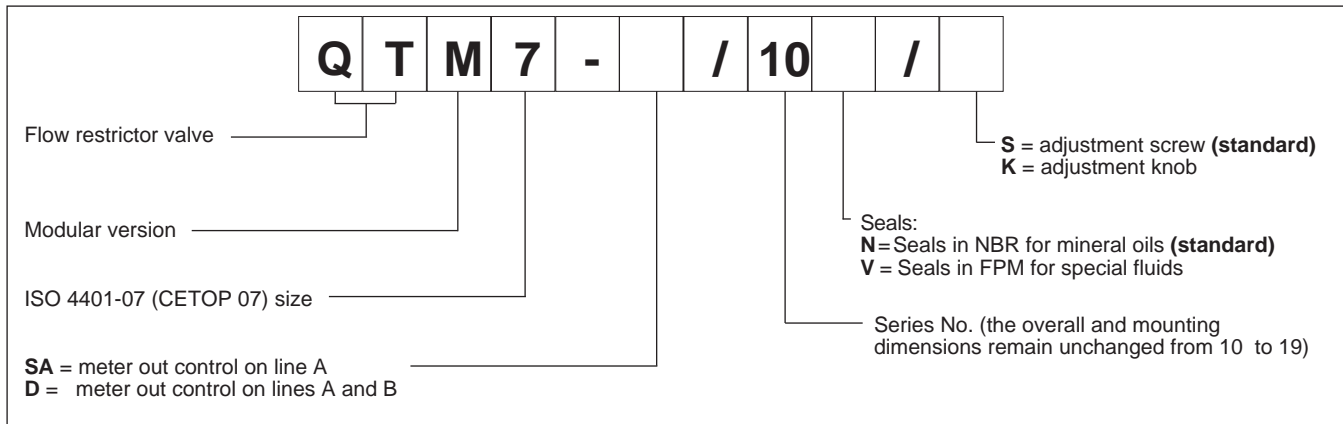 Q T M 7 - / 10 /
Flow restrictor valve
S = adjustment screw (standard)
K = adjustment knob
Modular version
Seals:
N = Seals in NBR for mineral oils (standard)
V = Seals in FPM for special fluids
ISO 4401-07 (CETOP 07) size
Series No. (the overall and mounting
dimensions remain unchanged from 10 to 19)
SA = meter out control on line A
D = meter out control on lines A and B